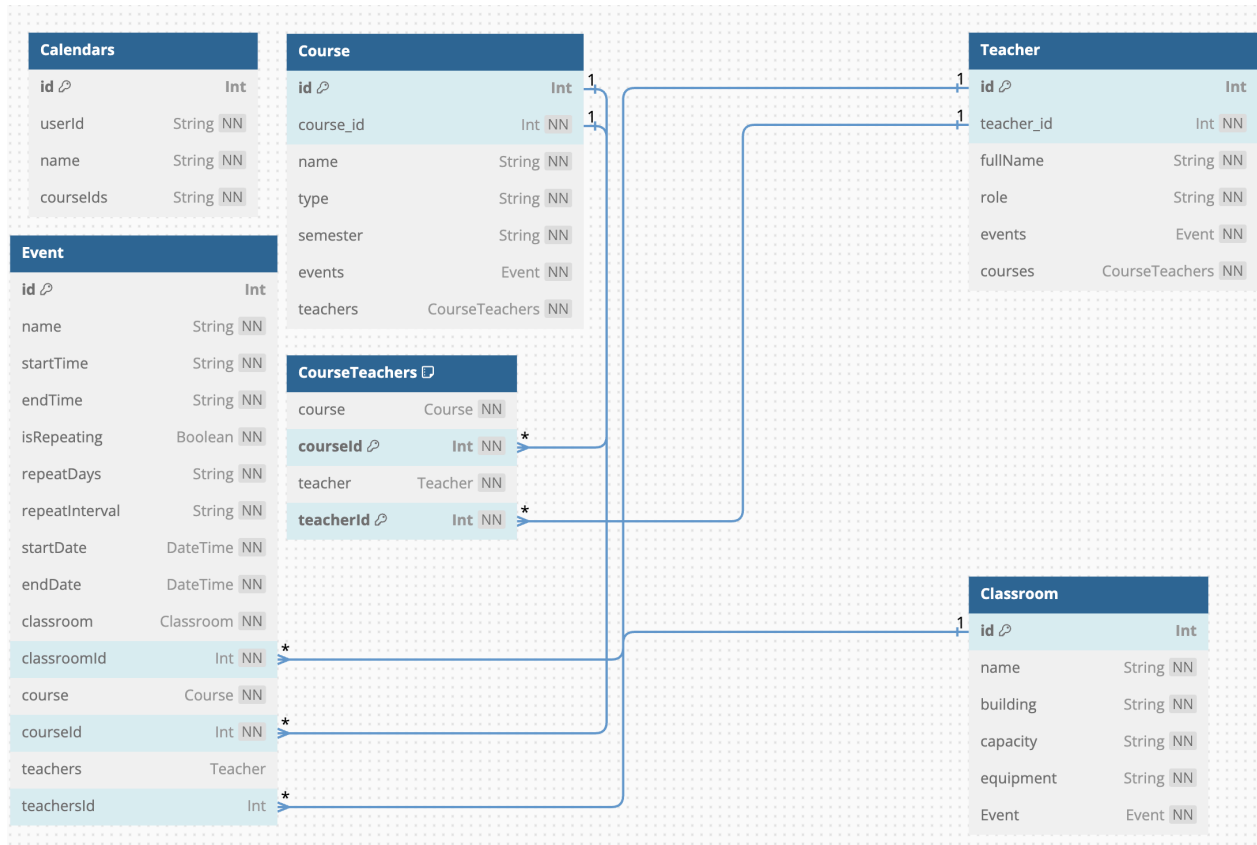 Calendars
id Int
userId String NN
name String NN
courseIds String NN
Course
id Int
course_id Int NN
name String NN
type String NN
semester String NN
events Event NN
teachers CourseTeachers NN
1
1
Teacher
1
id Int
1
teacher_id Int NN
fullName String NN
role String NN
events Event NN
courses CourseTeachers NN
Event
id Int
name String NN
startTime String NN
endTime String NN
isRepeating Boolean NN
repeatDays String NN
repeatInterval String NN
startDate DateTime NN
endDate DateTime NN
classroom Classroom NN
classroomId Int NN *
course Course NN
courseId Int NN *
teachers Teacher
teachersId Int *
CourseTeachers
course Course NN
courseId Int NN *
teacher Teacher NN
teacherId Int NN *
Classroom
1
id Int
name String NN
building String NN
capacity String NN
equipment String NN
Event Event NN